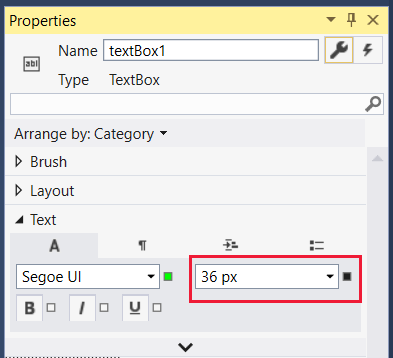 Properties
Name textBox1
abl
Type TextBox
Arrange by: Category
Brush
Layout
Text
A ¶
Segoe UI 36 px
B I U